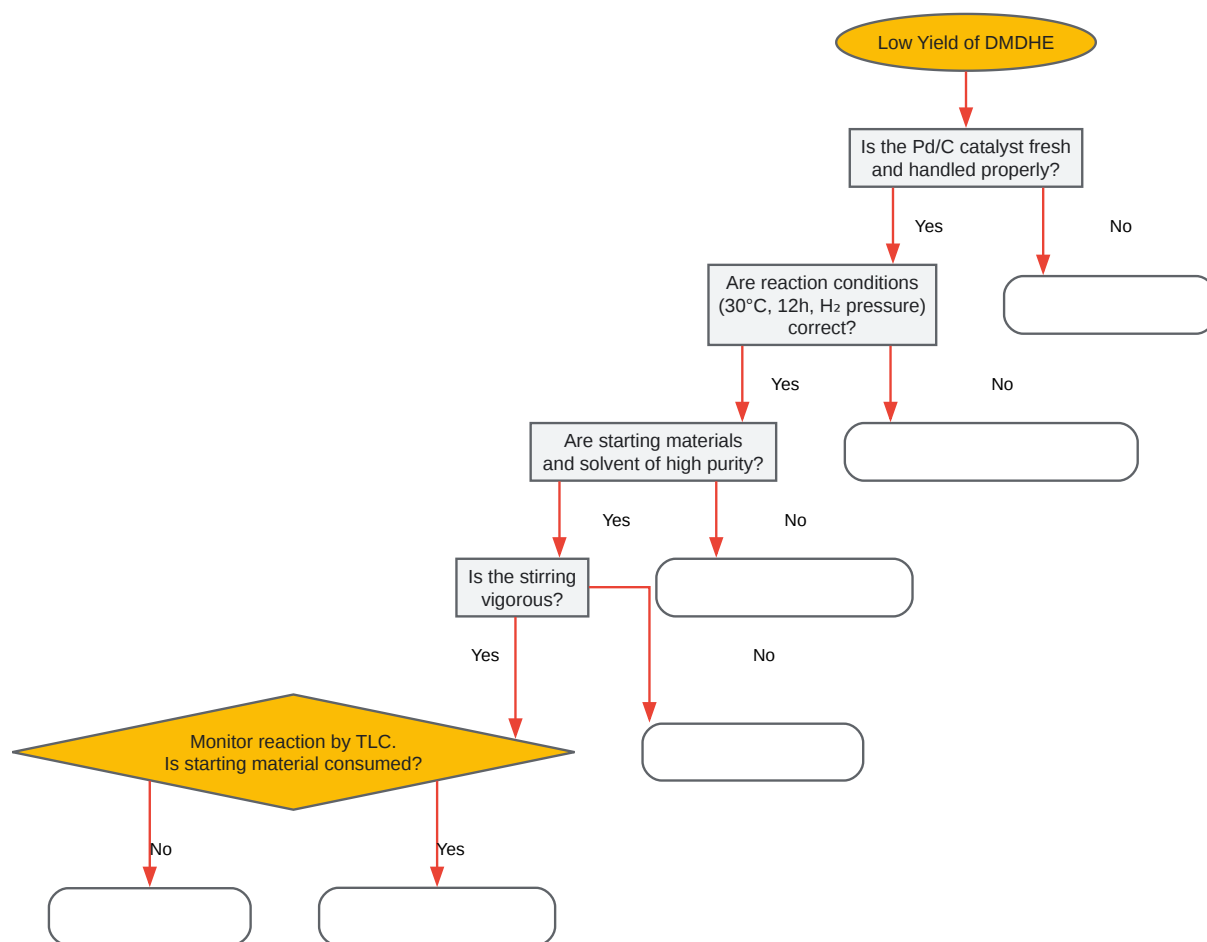 Low Yield of DMDHE
Is the Pd/C catalyst fresh
and handled properly?
Yes
No
Are reaction conditions
(30°C, 12h, H₂ pressure)
correct?
Yes
No
Are starting materials
and solvent of high purity?
Yes
No
Is the stirring
vigorous?
Yes
No
Monitor reaction by TLC.
Is starting material consumed?
No
Yes